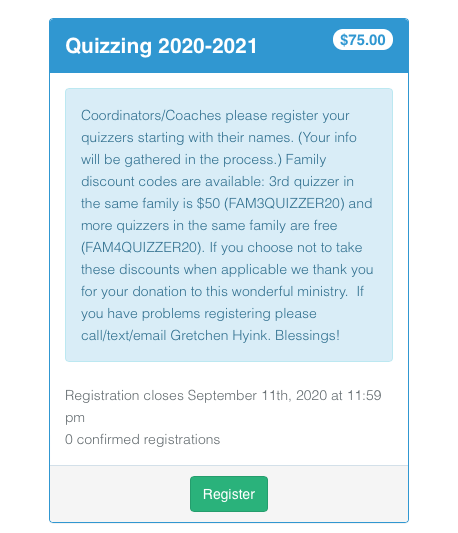 Quizzing 2020-2021
$75.00
Coordinators/Coaches please register your
quizzers starting with their names. (Your info
will be gathered in the process.) Family
discount codes are available: 3rd quizzer in
the same family is $50 (FAM3QUIZZER20) and
more quizzers in the same family are free
(FAM4QUIZZER20). If you choose not to take
these discounts when applicable we thank you
for your donation to this wonderful ministry.  If
you have problems registering please
call/text/email Gretchen Hyink. Blessings!
Registration closes September 11th, 2020 at 11:59
pm
0 confirmed registrations
Register